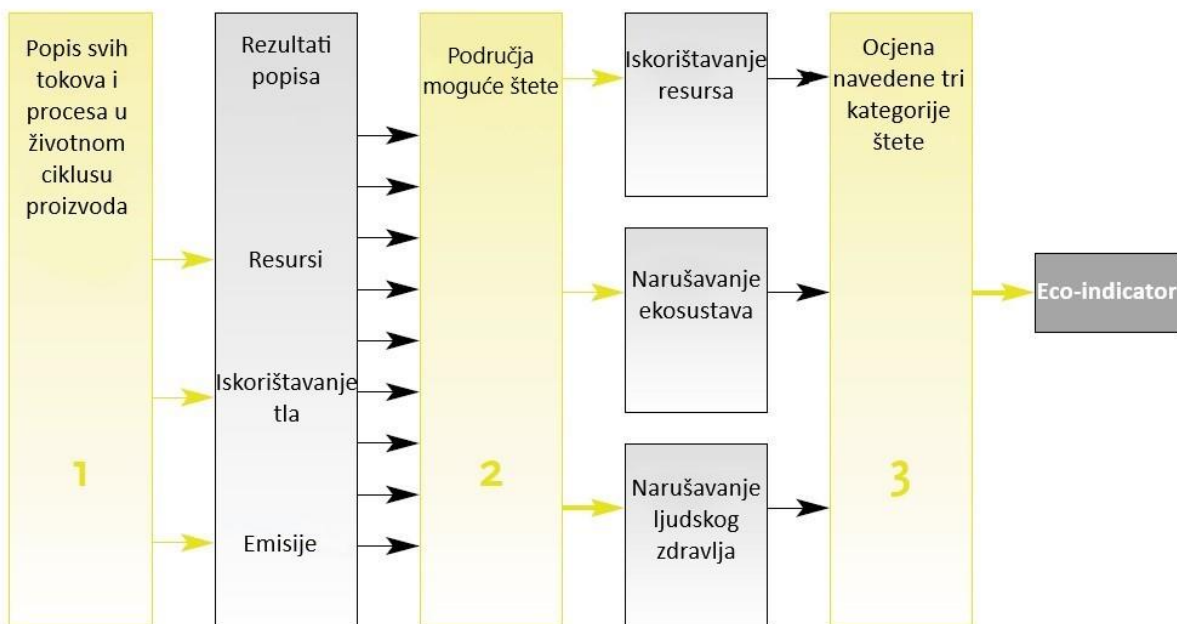 Popis svih
tokova i
procesa u
životnom
ciklusu
proizvoda
1
Rezultati
popisa
Resursi
Iskorištavanje
tla
Emisije
Područja
moguće štete
2
Iskorištavanje
resursa
Narušavanje
ekosustava
Narušavanje
ljudskog
zdravlja
Ocjena
navedene tri
kategorije
štete
3
Eco-indicator